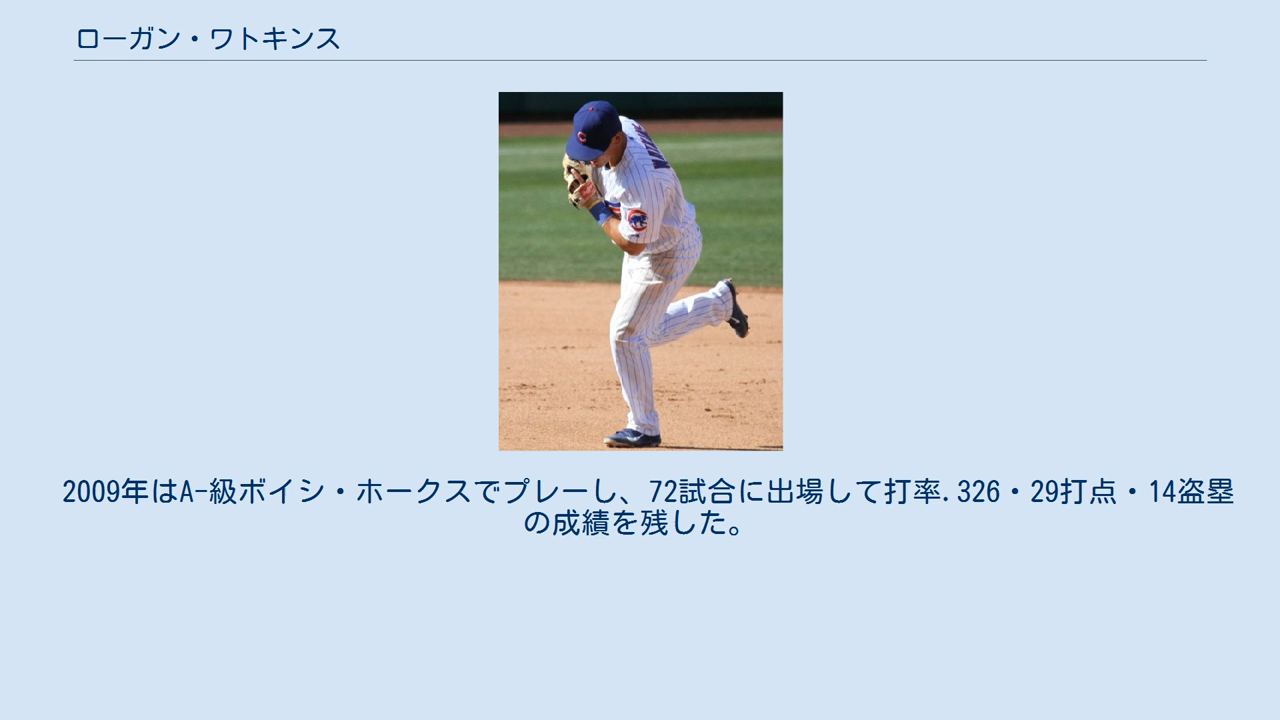 ローガン・ワトキンス
2009年はA-級ボイシ・ホークスでプレーし、72試合に出場して打率.326・29打点・14盗塁
の成績を残した。